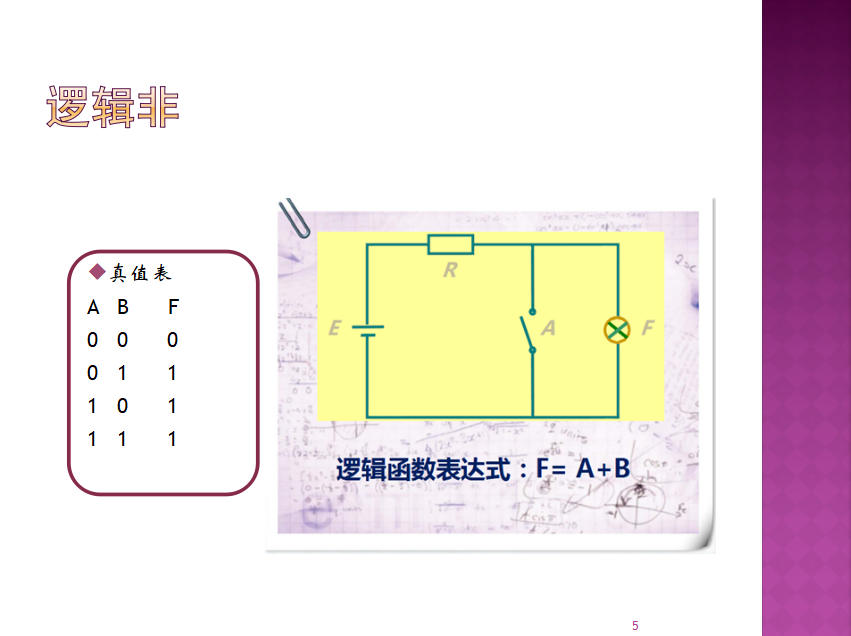 逻辑非
◆真值表
A B F
0 0 0
0 1 1
1 0 1
1 1 1
R
E
A
F
逻辑函数表达式：F= A+B
5